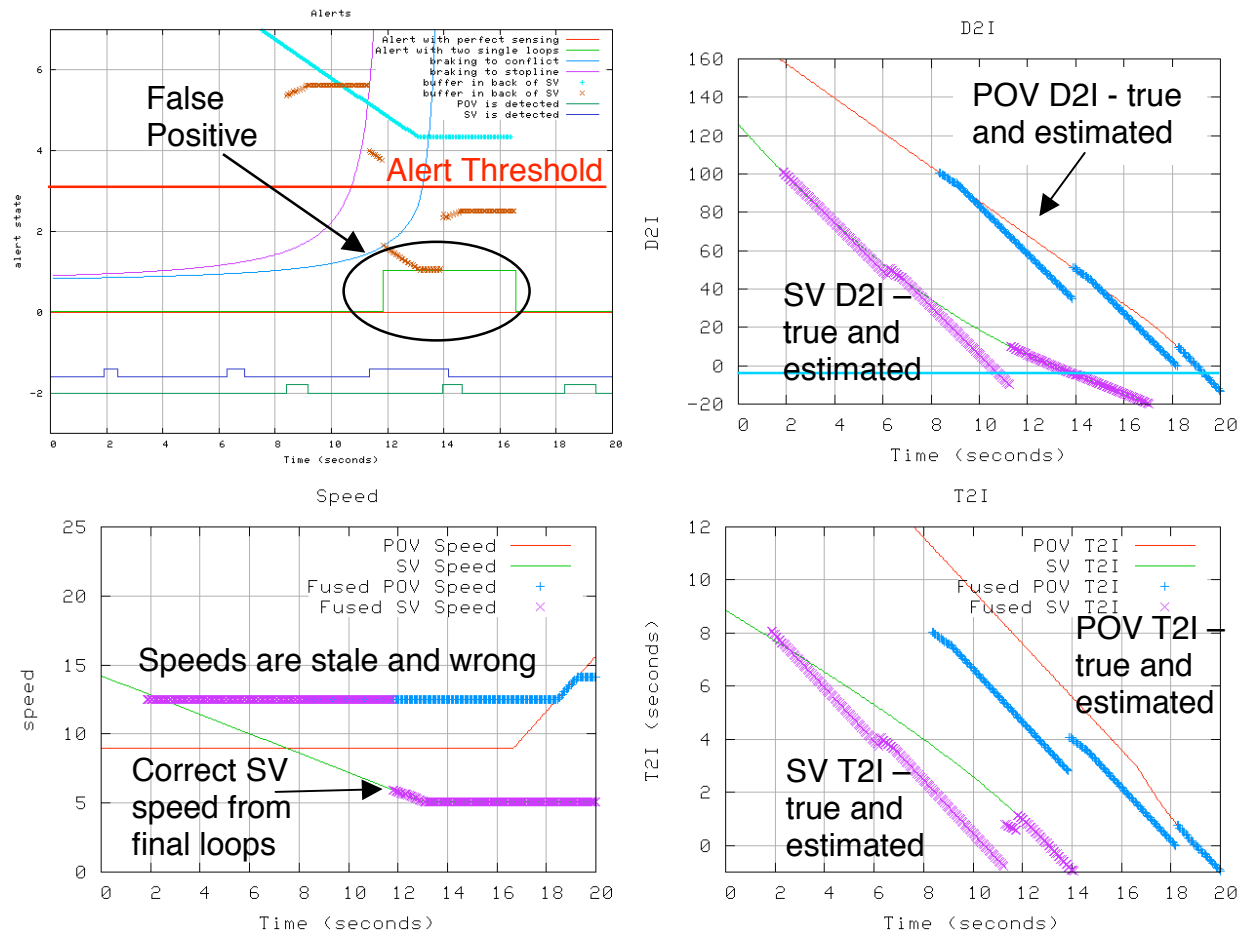 Alerts
Alert with perfect sensing
Alert with two single loops
braking to conflict
braking to stopline
buffer in back of SV
buffer in back of SV
POV is detected
SV is detected
False
Positive
Alert Threshold
alert state
6
4
2
0
-2
0 2 4 6 8 10 12 14 16 18 20
Time (seconds)
D2I
POV D2I - true
and estimated
SV D2I –
true and
estimated
D2I
160
140
120
100
80
60
40
20
0
-20
0 2 4 6 8 10 12 14 16 18 20
Time (seconds)
Speed
POV Speed
SV Speed
Fused POV Speed
Fused SV Speed
Speeds are stale and wrong
Correct SV
speed from
final loops
speed
25
20
15
10
5
0
0 2 4 6 8 10 12 14 16 18 20
Time (seconds)
T2I
POV T2I
SV T2I
Fused POV T2I
Fused SV T2I
POV T2I –
true and
estimated
SV T2I –
true and
estimated
T2I (seconds)
12
10
8
6
4
2
0
0 2 4 6 8 10 12 14 16 18 20
Time (seconds)